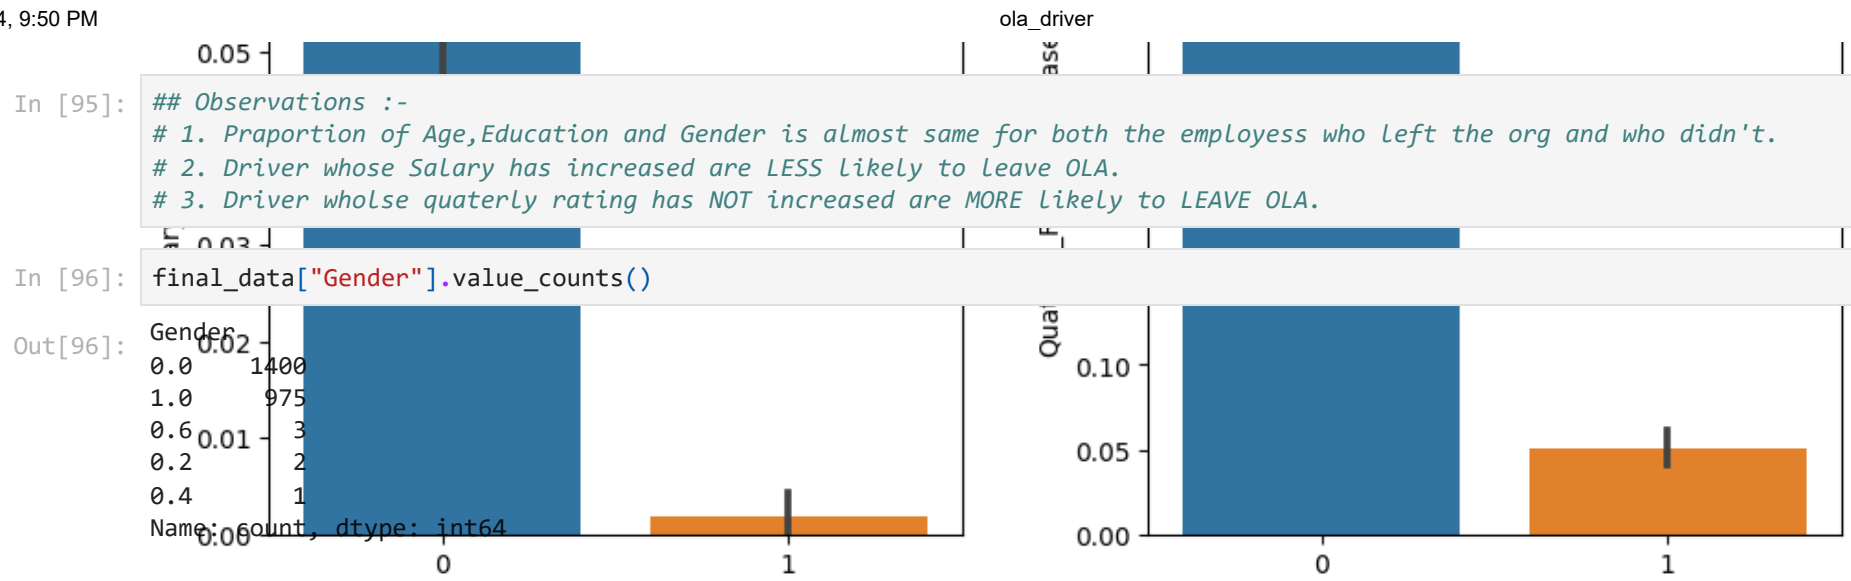 4, 9:50 PM
ola_driver
0.05
In [95]:
## Observations :-
# 1. Praportion of Age,Education and Gender is almost same for both the employess who left the org and who didn't.
# 2. Driver whose Salary has increased are LESS likely to leave OLA.
# 3. Driver wholse quaterly rating has NOT increased are MORE likely to LEAVE OLA.
0.03
In [96]:
final_data["Gender"].value_counts()
Out[96]:
Gender
0.0 1400
1.0 975
0.6 3
0.2 2
0.4 1
Name: count, dtype: int64
0.02
0.01
0.00
0 1
0.10
0.05
0.00
0 1